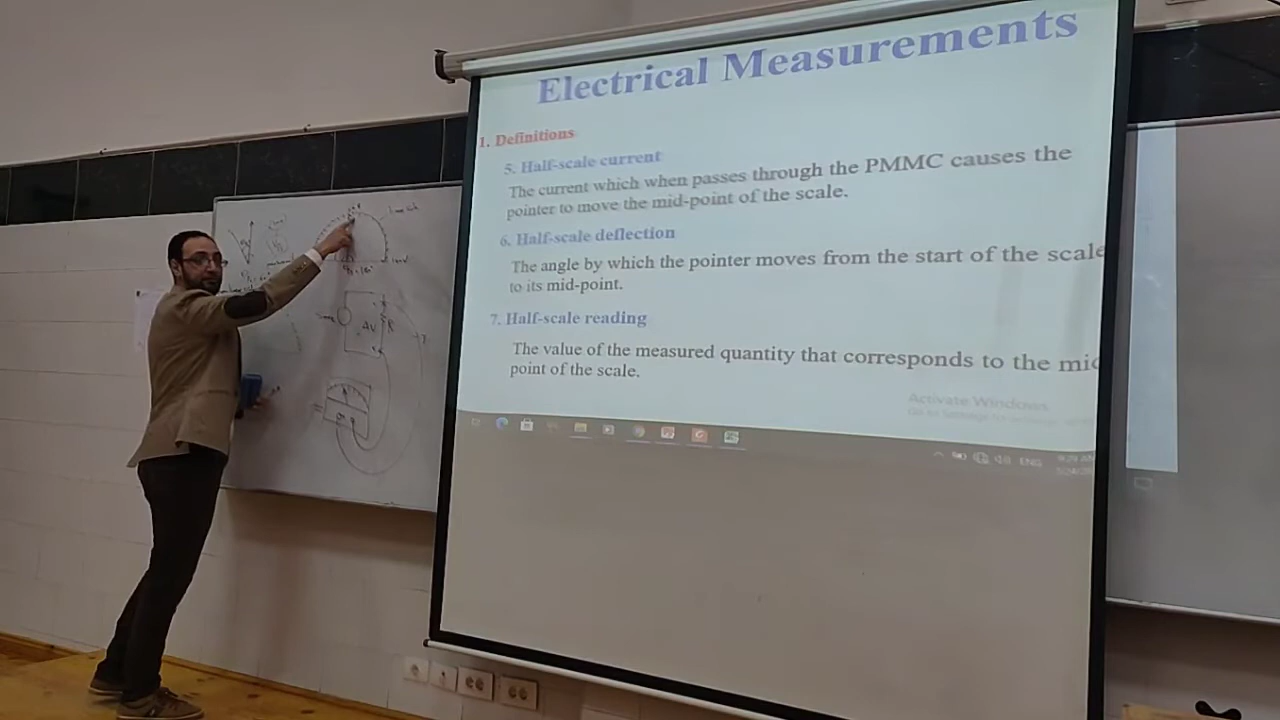 Electrical Measurements
1. Definitions
5. Half-scale current
The current which when passes through the PMMC causes the
pointer to move the mid-point of the scale.
6. Half-scale deflection
The angle by which the pointer moves from the start of the scale
to its mid-point.
7. Half-scale reading
The value of the measured quantity that corresponds to the mid
point of the scale.
Activate Windows
ENG
R